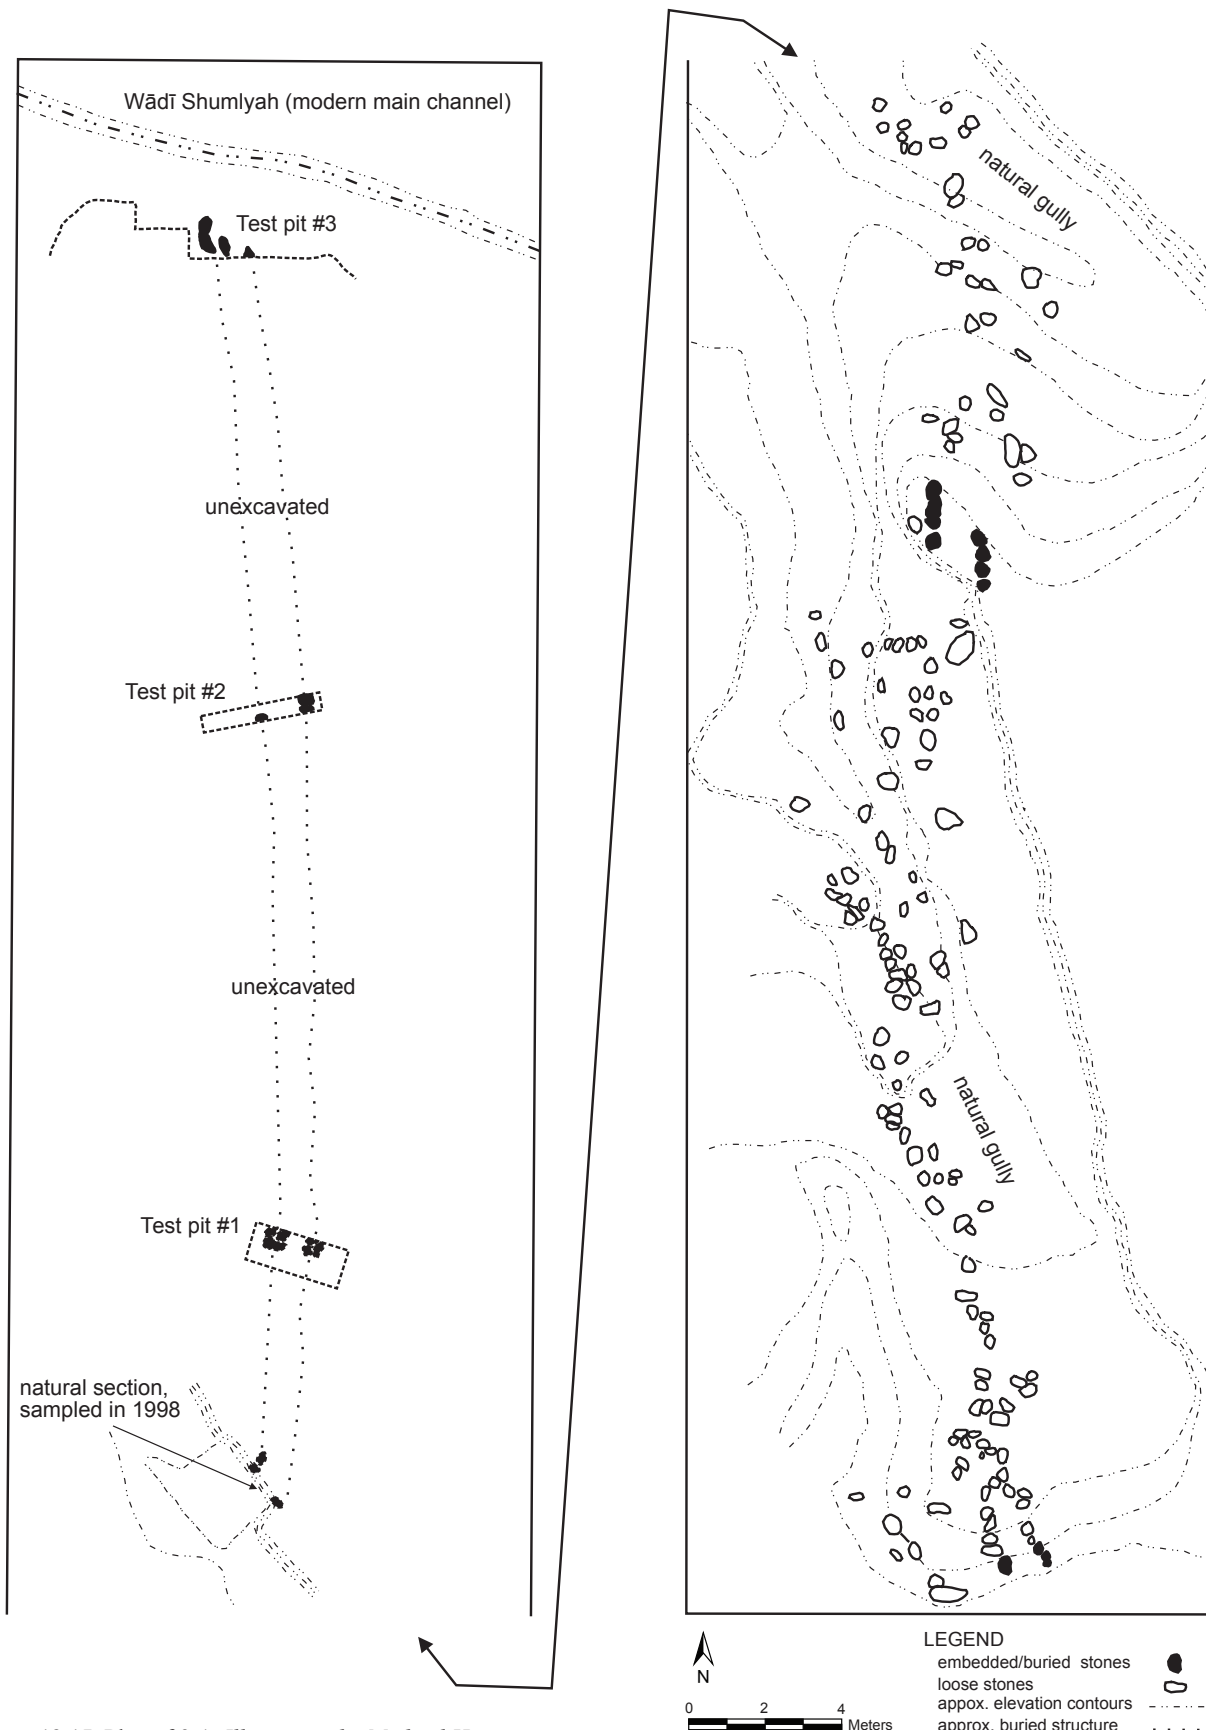 Wādī Shumlyah (modern main channel)
Test pit #3
unexcavated
Test pit #2
unexcavated
Test pit #1
natural section,
sampled in 1998
natural gully
natural gully
N
0 2 4
Meters
LEGEND
embedded/buried stones
loose stones
appox. elevation contours
approx. buried structure